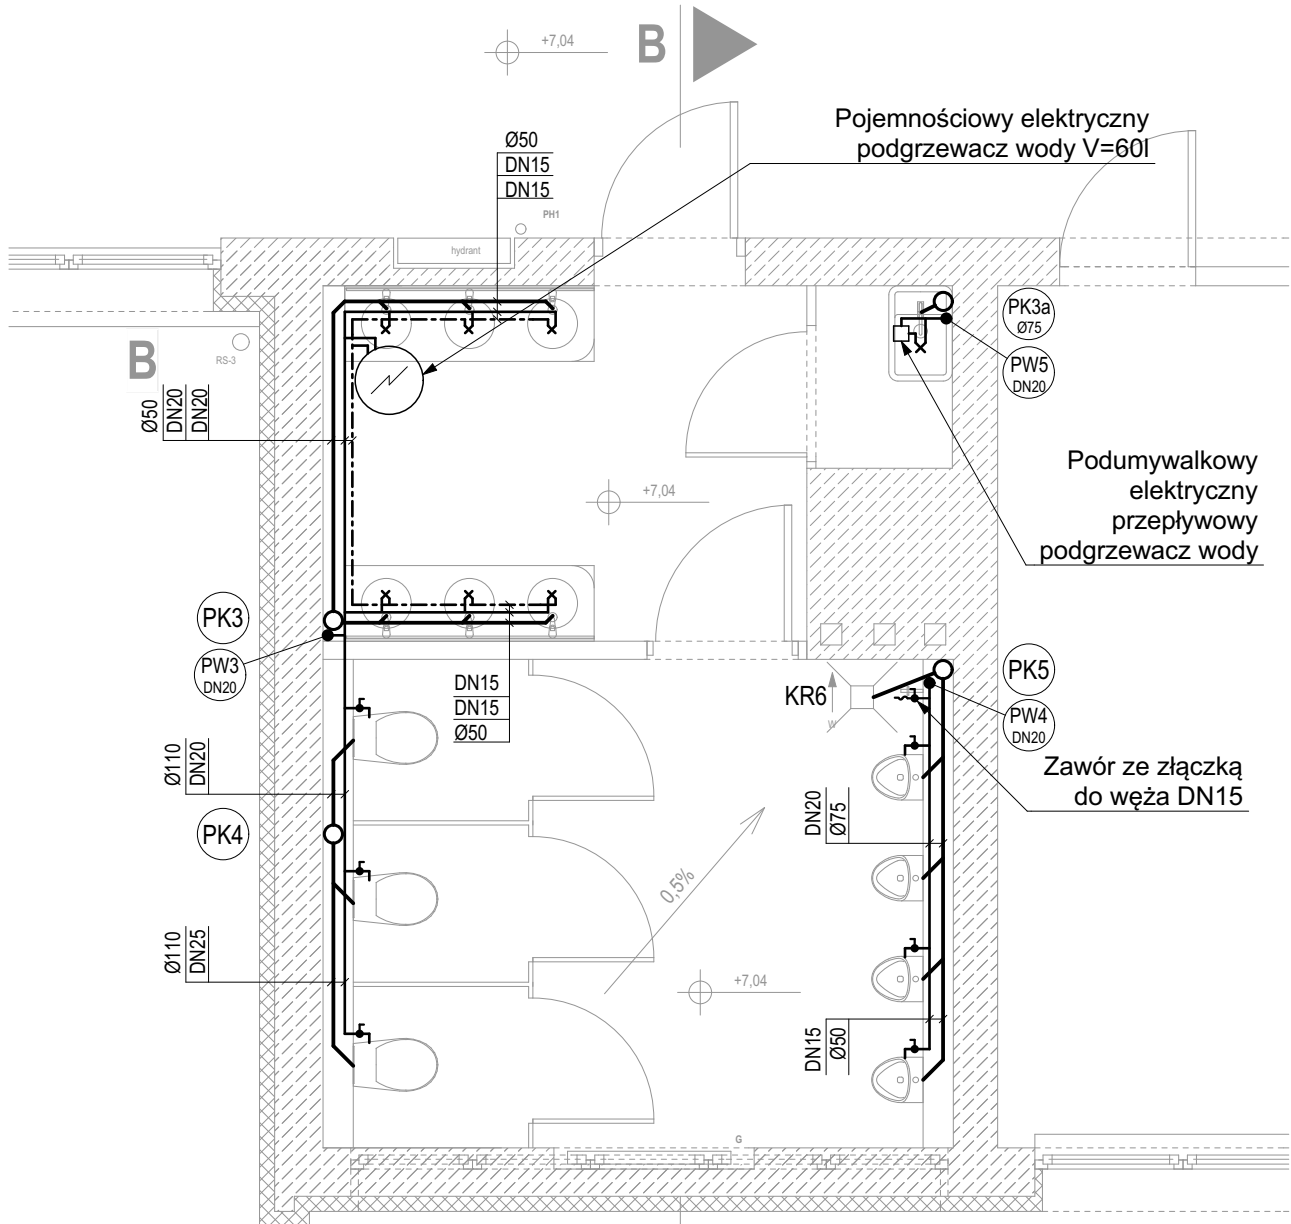 +7,04
B
Pojemnościowy elektryczny
podgrzewacz wody V=60l
Ø50
DN15
DN15
PH1
hydrant
PK3a
Ø75
PW5
DN20
B
RS-3
Ø50
DN20
DN20
Podumywalkowy
elektryczny
przepływowy
podgrzewacz wody
+7,04
PK3
PW3
DN20
DN15
DN15
Ø50
KR6
W
PK5
PW4
DN20
Zawór ze złączką
do węża DN15
Ø110
DN20
DN20
Ø75
PK4
0,5%
Ø110
DN25
+7,04
DN15
Ø50
G